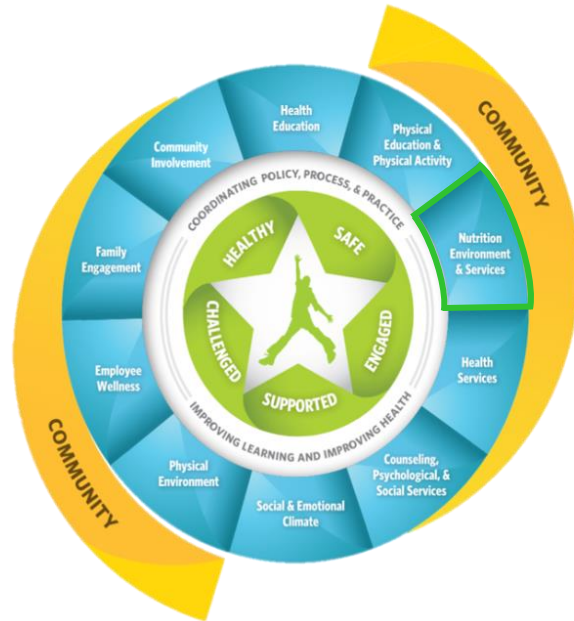 COMMUNITY
Health
Education
Physical
Education &
Physical Activity
Nutrition
Environment
& Services
Health
Services
Counseling,
Psychological, &
Social Services
Social & Emotional
Climate
Physical
Environment
Employee
Wellness
Family
Engagement
Community
Involvement
COORDINATING POLICY, PROCESS, & PRACTICE
IMPROVING LEARNING AND IMPROVING HEALTH
HEALTHY
SAFE
ENGAGED
SUPPORTED
CHALLENGED
COMMUNITY